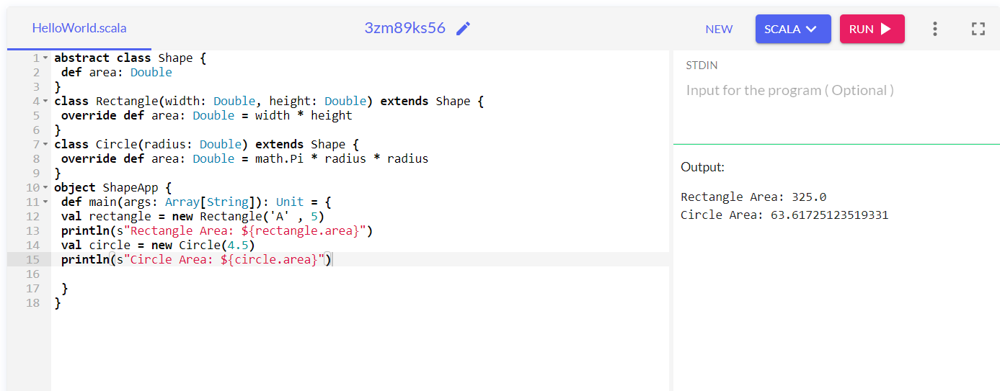 HelloWorld.scala 3zm89ks56 NEW SCALA RUN
1 abstract class Shape {
2  def area: Double
3 }
4 class Rectangle(width: Double, height: Double) extends Shape {
5  override def area: Double = width * height
6 }
7 class Circle(radius: Double) extends Shape {
8  override def area: Double = math.Pi * radius * radius
9 }
10 object ShapeApp {
11  def main(args: Array[String]): Unit = {
12  val rectangle = new Rectangle('A' , 5)
13  println(s"Rectangle Area: ${rectangle.area}")
14  val circle = new Circle(4.5)
15  println(s"Circle Area: ${circle.area}")
16
17  }
18 }
STDIN
Input for the program ( Optional )
Output:
Rectangle Area: 325.0
Circle Area: 63.61725123519331